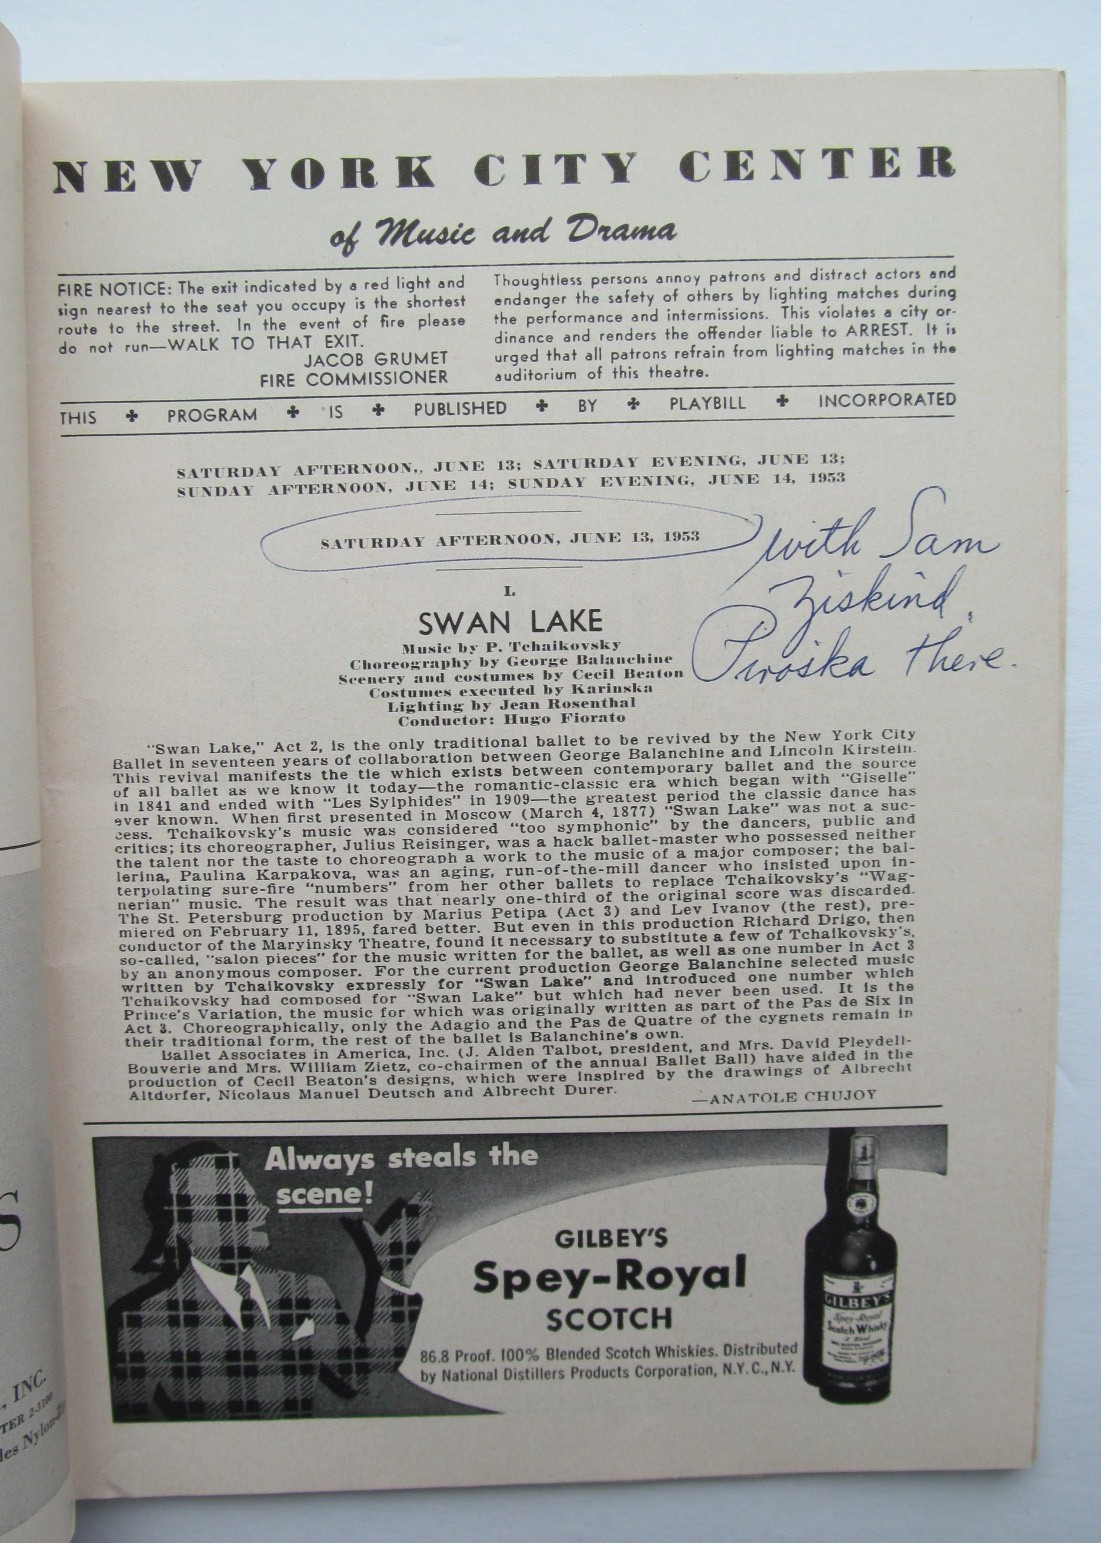 NEW YORK CITY CENTER
of Music and Drama
FIRE NOTICE: The exit indicated by a red light and
sign nearest to the seat you occupy is the shortest
route to the street. In the event of fire please
do not run—WALK TO THAT EXIT.
JACOB GRUMET
FIRE COMMISSIONER
Thoughtless persons annoy patrons and distract actors and
endanger the safety of others by lighting matches during
the performance and intermissions. This violates a city or-
dinance and renders the offender liable to ARREST. It is
urged that all patrons refrain from lighting matches in the
auditorium of this theatre.
THIS ✤ PROGRAM ✤ IS ✤ PUBLISHED ✤ BY ✤ PLAYBILL ✤ INCORPORATED
SATURDAY AFTERNOON,, JUNE 13; SATURDAY EVENING, JUNE 13;
SUNDAY AFTERNOON, JUNE 14; SUNDAY EVENING, JUNE 14, 1953
SATURDAY AFTERNOON, JUNE 13, 1953
with Sam
Ziskind.
Piroska there.
I.
SWAN LAKE
Music by P. Tchaikovsky
Choreography by George Balanchine
Scenery and costumes by Cecil Beaton
Costumes executed by Karinska
Lighting by Jean Rosenthal
Conductor: Hugo Fiorato
"Swan Lake," Act 2, is the only traditional ballet to be revived by the New York City
Ballet in seventeen years of collaboration between George Balanchine and Lincoln Kirstein.
This revival manifests the tie which exists between contemporary ballet and the source
of all ballet as we know it today—the romantic-classic era which began with "Giselle"
in 1841 and ended with "Les Sylphides" in 1909—the greatest period the classic dance has
ever known. When first presented in Moscow (March 4, 1877) "Swan Lake" was not a suc-
cess. Tchaikovsky's music was considered "too symphonic" by the dancers, public and
critics; its choreographer, Julius Reisinger, was a hack ballet-master who possessed neither
the talent nor the taste to choreograph a work to the music of a major composer; the bal-
lerina, Paulina Karpakova, was an aging, run-of-the-mill dancer who insisted upon in-
terpolating sure-fire "numbers" from her other ballets to replace Tchaikovsky's "Wag-
nerian" music. The result was that nearly one-third of the original score was discarded.
The St. Petersburg production by Marius Petipa (Act 3) and Lev Ivanov (the rest), pre-
miered on February 11, 1895, fared better. But even in this production Richard Drigo, then
conductor of the Maryinsky Theatre, found it necessary to substitute a few of Tchaikovsky's,
so-called, "salon pieces" for the music written for the ballet, as well as one number in Act 3
by an anonymous composer. For the current production George Balanchine selected music
written by Tchaikovsky expressly for "Swan Lake" and introduced one number which
Tchaikovsky had composed for "Swan Lake" but which had never been used. It is the
Prince's Variation, the music for which was originally written as part of the Pas de Six in
Act 3. Choreographically, only the Adagio and the Pas de Quatre of the cygnets remain in
their traditional form, the rest of the ballet is Balanchine's own.
Ballet Associates in America, Inc. (J. Alden Talbot, president, and Mrs. David Pleydell-
Bouverie and Mrs. William Zietz, co-chairmen of the annual Ballet Ball) have aided in the
production of Cecil Beaton's designs, which were inspired by the drawings of Albrecht
Altdorfer, Nicolaus Manuel Deutsch and Albrecht Durer.
—ANATOLE CHUJOY
Always steals the
scene!
GILBEY'S
Spey-Royal
SCOTCH
86.8 Proof. 100% Blended Scotch Whiskies. Distributed
by National Distillers Products Corporation, N.Y.C., N.Y.
GILBEY'S
Spey-Royal
Scotch Whisky
S
, INC.
TER 2-3100
les Nylon